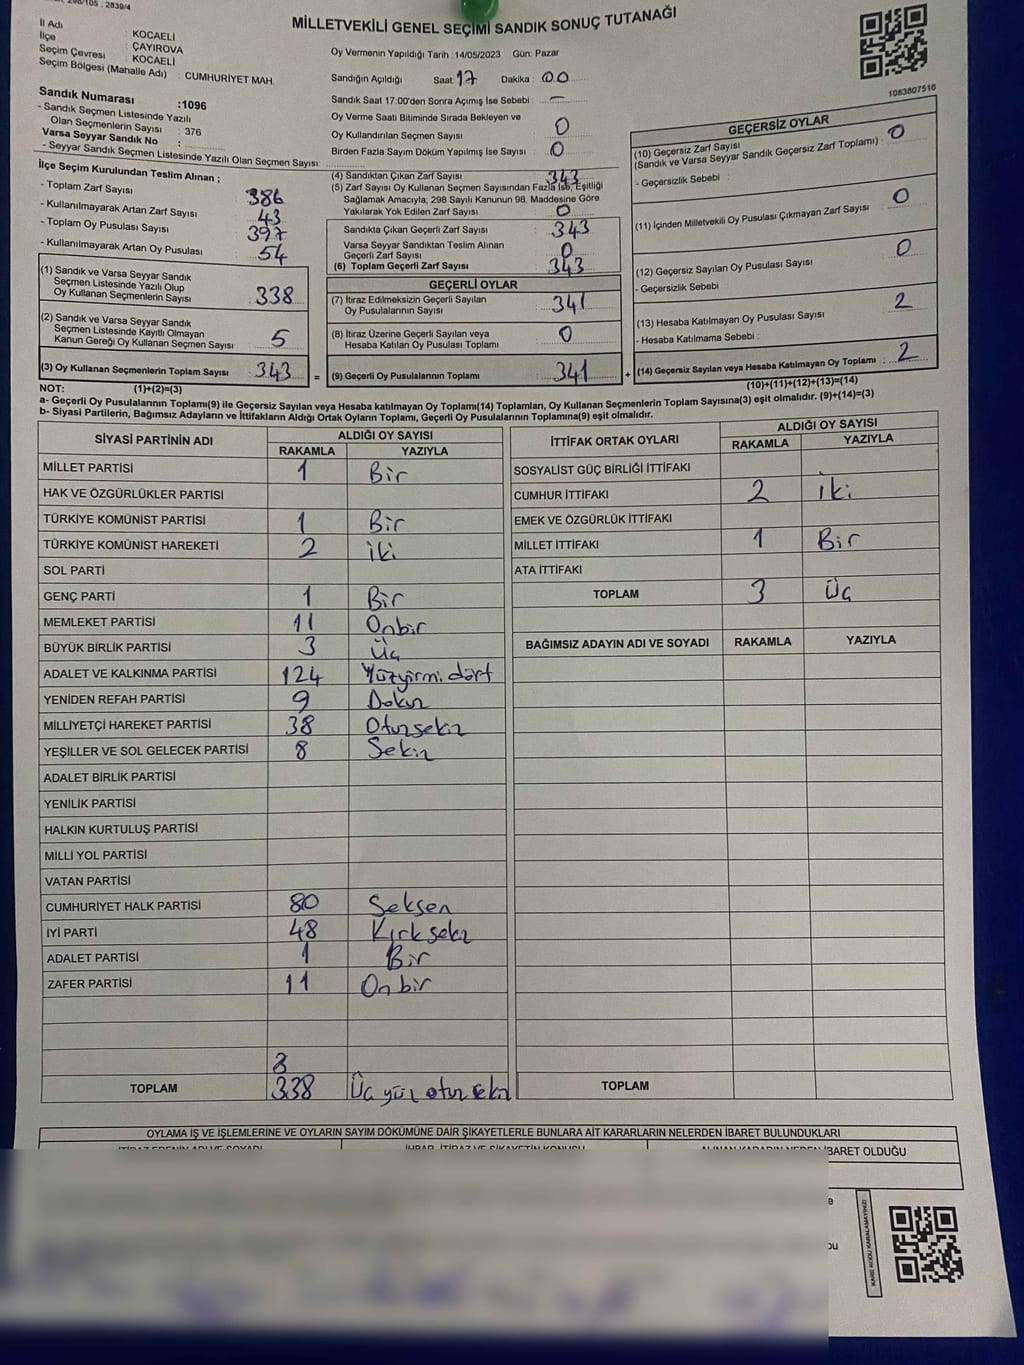 298/105, 2839/4
MİLLETVEKİLİ GENEL SEÇİMİ SANDIK SONUÇ TUTANAĞI
1083807516
İl Adı KOCAELİ
İlçe ÇAYIROVA
Seçim Çevresi : KOCAELİ
Seçim Bölgesi (Mahalle Adı) : CUMHURİYET MAH.
Sandık Numarası :1096
- Sandık Seçmen Listesinde Yazılı
Olan Seçmenlerin Sayısı : 376
Varsa Seyyar Sandık No :
- Seyyar Sandık Seçmen Listesinde Yazılı Olan Seçmen Sayısı:
Oy Vermenin Yapıldığı Tarih : 14/05/2023 Gün: Pazar
Sandığın Açıldığı Saat: 17 Dakika : 00
Sandık Saat 17:00'den Sonra Açımış İse Sebebi : —
Oy Verme Saati Bitiminde Sırada Bekleyen ve
Oy Kullandırılan Seçmen Sayısı : 0
Birden Fazla Sayım Döküm Yapılmış İse Sayısı : 0
İlçe Seçim Kurulundan Teslim Alınan ;
- Toplam Zarf Sayısı : 386
- Kullanılmayarak Artan Zarf Sayısı : 43
- Toplam Oy Pusulası Sayısı : 397
- Kullanılmayarak Artan Oy Pusulası : 54
(1) Sandık ve Varsa Seyyar Sandık
Seçmen Listesinde Yazılı Olup
Oy Kullanan Seçmenlerin Sayısı : 338
(2) Sandık ve Varsa Seyyar Sandık
Seçmen Listesinde Kayıtlı Olmayan
Kanun Gereği Oy Kullanan Seçmen Sayısı : 5
(3) Oy Kullanan Seçmenlerin Toplam Sayısı : 343
(1)+(2)=(3)
(4) Sandıktan Çıkan Zarf Sayısı : 343
(5) Zarf Sayısı Oy Kullanan Seçmen Sayısından Fazla İse, Eşitliği
Sağlamak Amacıyla; 298 Sayılı Kanunun 98. Maddesine Göre
Yakılarak Yok Edilen Zarf Sayısı : 0
Sandıkta Çıkan Geçerli Zarf Sayısı : 343
Varsa Seyyar Sandıktan Teslim Alınan
Geçerli Zarf Sayısı : 0
(6) Toplam Geçerli Zarf Sayısı : 343
GEÇERLİ OYLAR
(7) İtiraz Edilmeksizin Geçerli Sayılan
Oy Pusulalarının Sayısı : 341
(8) İtiraz Üzerine Geçerli Sayılan veya
Hesaba Katılan Oy Pusulası Toplamı : 0
= (9) Geçerli Oy Pusulalarının Toplamı : 341
GEÇERSİZ OYLAR
(10) Geçersiz Zarf Sayısı
(Sandık ve Varsa Seyyar Sandık Geçersiz Zarf Toplamı) : 0
- Geçersizlik Sebebi :
(11) İçinden Milletvekili Oy Pusulası Çıkmayan Zarf Sayısı : 0
(12) Geçersiz Sayılan Oy Pusulası Sayısı : 0
- Geçersizlik Sebebi
(13) Hesaba Katılmayan Oy Pusulası Sayısı : 2
- Hesaba Katılmama Sebebi :
+ (14) Geçersiz Sayılan veya Hesaba Katılmayan Oy Toplamı : 2
(10)+(11)+(12)+(13)=(14)
NOT:
a- Geçerli Oy Pusulalarının Toplamı(9) ile Geçersiz Sayılan veya Hesaba katılmayan Oy Toplamı(14) Toplamları, Oy Kullanan Seçmenlerin Toplam Sayısına(3) eşit olmalıdır. (9)+(14)=(3)
b- Siyasi Partilerin, Bağımsız Adayların ve İttifakların Aldığı Ortak Oyların Toplamı, Geçerli Oy Pusulalarının Toplamına(9) eşit olmalıdır.
SİYASİ PARTİNİN ADI ALDIĞI OY SAYISI
RAKAMLA YAZIYLA
MİLLET PARTİSİ 1 Bir
HAK VE ÖZGÜRLÜKLER PARTİSİ
TÜRKİYE KOMÜNİST PARTİSİ 1 Bir
TÜRKİYE KOMÜNİST HAREKETİ 2 iki
SOL PARTİ
GENÇ PARTİ 1 Bir
MEMLEKET PARTİSİ 11 Onbir
BÜYÜK BİRLİK PARTİSİ 3 Üç
ADALET VE KALKINMA PARTİSİ 124 Yüzyirmi dört
YENİDEN REFAH PARTİSİ 9 Dokuz
MİLLİYETÇİ HAREKET PARTİSİ 38 Otuzsekiz
YEŞİLLER VE SOL GELECEK PARTİSİ 8 Sekiz
ADALET BİRLİK PARTİSİ
YENİLİK PARTİSİ
HALKIN KURTULUŞ PARTİSİ
MİLLİ YOL PARTİSİ
VATAN PARTİSİ
CUMHURİYET HALK PARTİSİ 80 Seksen
İYİ PARTİ 48 Kırksekiz
ADALET PARTİSİ 1 Bir
ZAFER PARTİSİ 11 Onbir
3
TOPLAM 338 Üç yüz otuz sekiz
İTTİFAK ORTAK OYLARI ALDIĞI OY SAYISI
RAKAMLA YAZIYLA
SOSYALİST GÜÇ BİRLİĞİ İTTİFAKI
CUMHUR İTTİFAKI 2 iki
EMEK VE ÖZGÜRLÜK İTTİFAKI
MİLLET İTTİFAKI 1 Bir
ATA İTTİFAKI
TOPLAM 3 Üç
BAĞIMSIZ ADAYIN ADI VE SOYADI RAKAMLA YAZIYLA
TOPLAM
OYLAMA İŞ VE İŞLEMLERİNE VE OYLARIN SAYIM DÖKÜMÜNE DAİR ŞİKAYETLERLE BUNLARA AİT KARARLARIN NELERDEN İBARET BULUNDUKLARI
İBARET OLDUĞU
KARE KODU KARALAMAYINIZ!